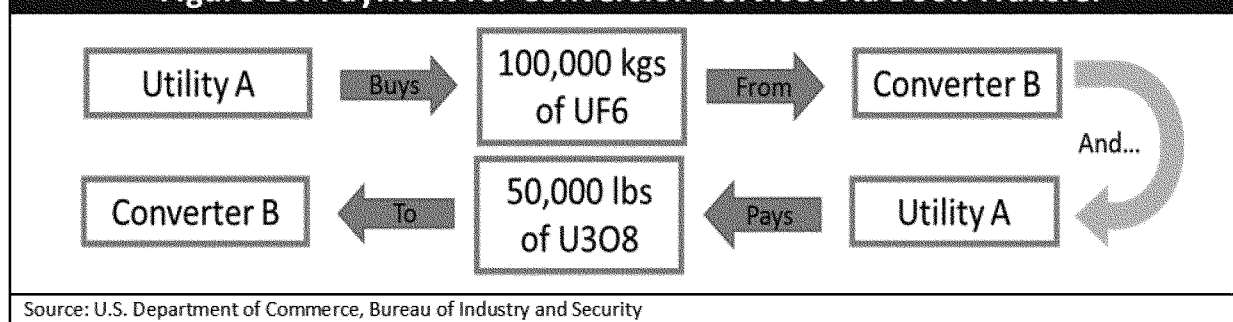 Utility A
Buys
100,000 kgs
of UF6
From
Converter B
And...
Utility A
Pays
50,000 lbs
of U3O8
To
Converter B
Source: U.S. Department of Commerce, Bureau of Industry and Security